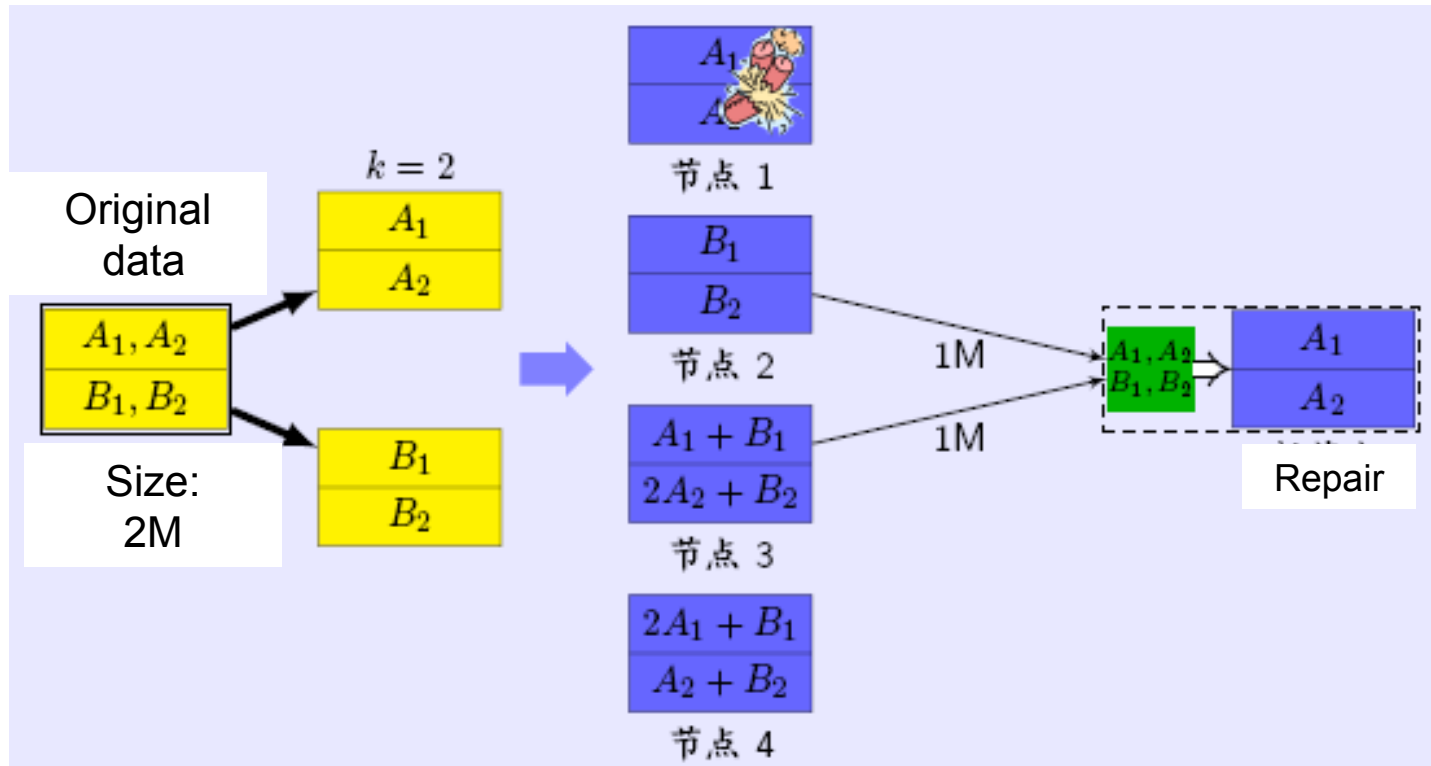 Original
data
A₁, A₂
B₁, B₂
Size:
2M
k = 2
A₁
A₂
B₁
B₂
A₁
节点 1
B₁
B₂
节点 2
A₁ + B₁
2A₂ + B₂
节点 3
2A₁ + B₁
A₂ + B₂
节点 4
1M
1M
A₁, A₂
B₁, B₂
A₁
A₂
Repair